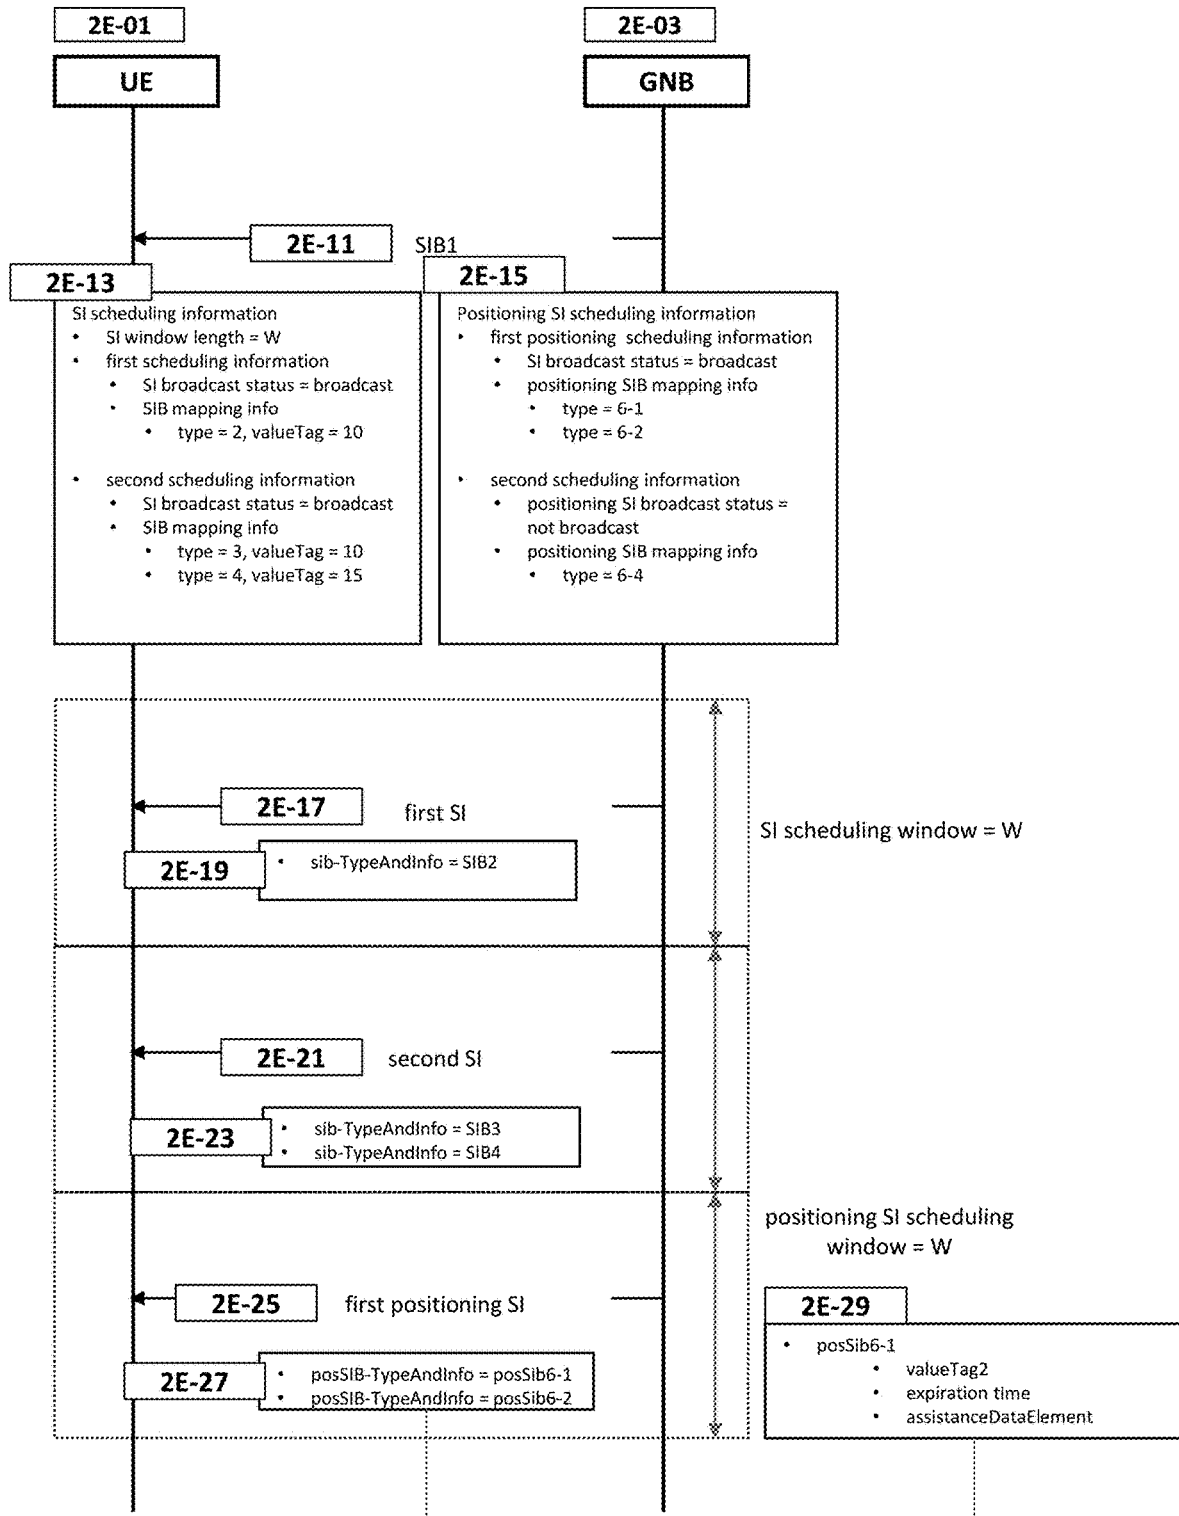 2E-01
2E-03
UE
GNB
2E-11
SIB1
2E-13
2E-15
SI scheduling information
• SI window length = W
• first scheduling information
• SI broadcast status = broadcast
• SIB mapping info
• type = 2, valueTag = 10
• second scheduling information
• SI broadcast status = broadcast
• SIB mapping info
• type = 3, valueTag = 10
• type = 4, valueTag = 15
Positioning SI scheduling information
• first positioning scheduling information
• SI broadcast status = broadcast
• positioning SIB mapping info
• type = 6-1
• type = 6-2
• second scheduling information
• positioning SI broadcast status =
not broadcast
• positioning SIB mapping info
• type = 6-4
2E-17
first SI
SI scheduling window = W
2E-19
• sib-TypeAndInfo = SIB2
2E-21
second SI
2E-23
• sib-TypeAndInfo = SIB3
• sib-TypeAndInfo = SIB4
positioning SI scheduling
window = W
2E-25
first positioning SI
2E-29
2E-27
• posSIB-TypeAndInfo = posSib6-1
• posSIB-TypeAndInfo = posSib6-2
• posSib6-1
• valueTag2
• expiration time
• assistanceDataElement